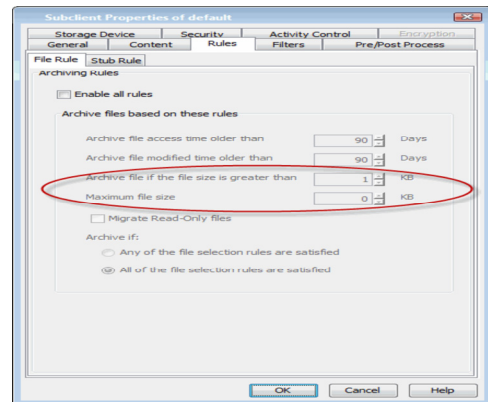 Subclient Properties of default
Storage Device Security Activity Control Encryption
General Content Rules Filters Pre/Post Process
File Rule Stub Rule
Archiving Rules
Enable all rules
Archive files based on these rules
Archive file access time older than 90 Days
Archive file modified time older than 90 Days
Archive file if the file size is greater than 1 KB
Maximum file size 0 KB
Migrate Read-Only files
Archive if:
Any of the file selection rules are satisfied
All of the file selection rules are satisfied
OK Cancel Help